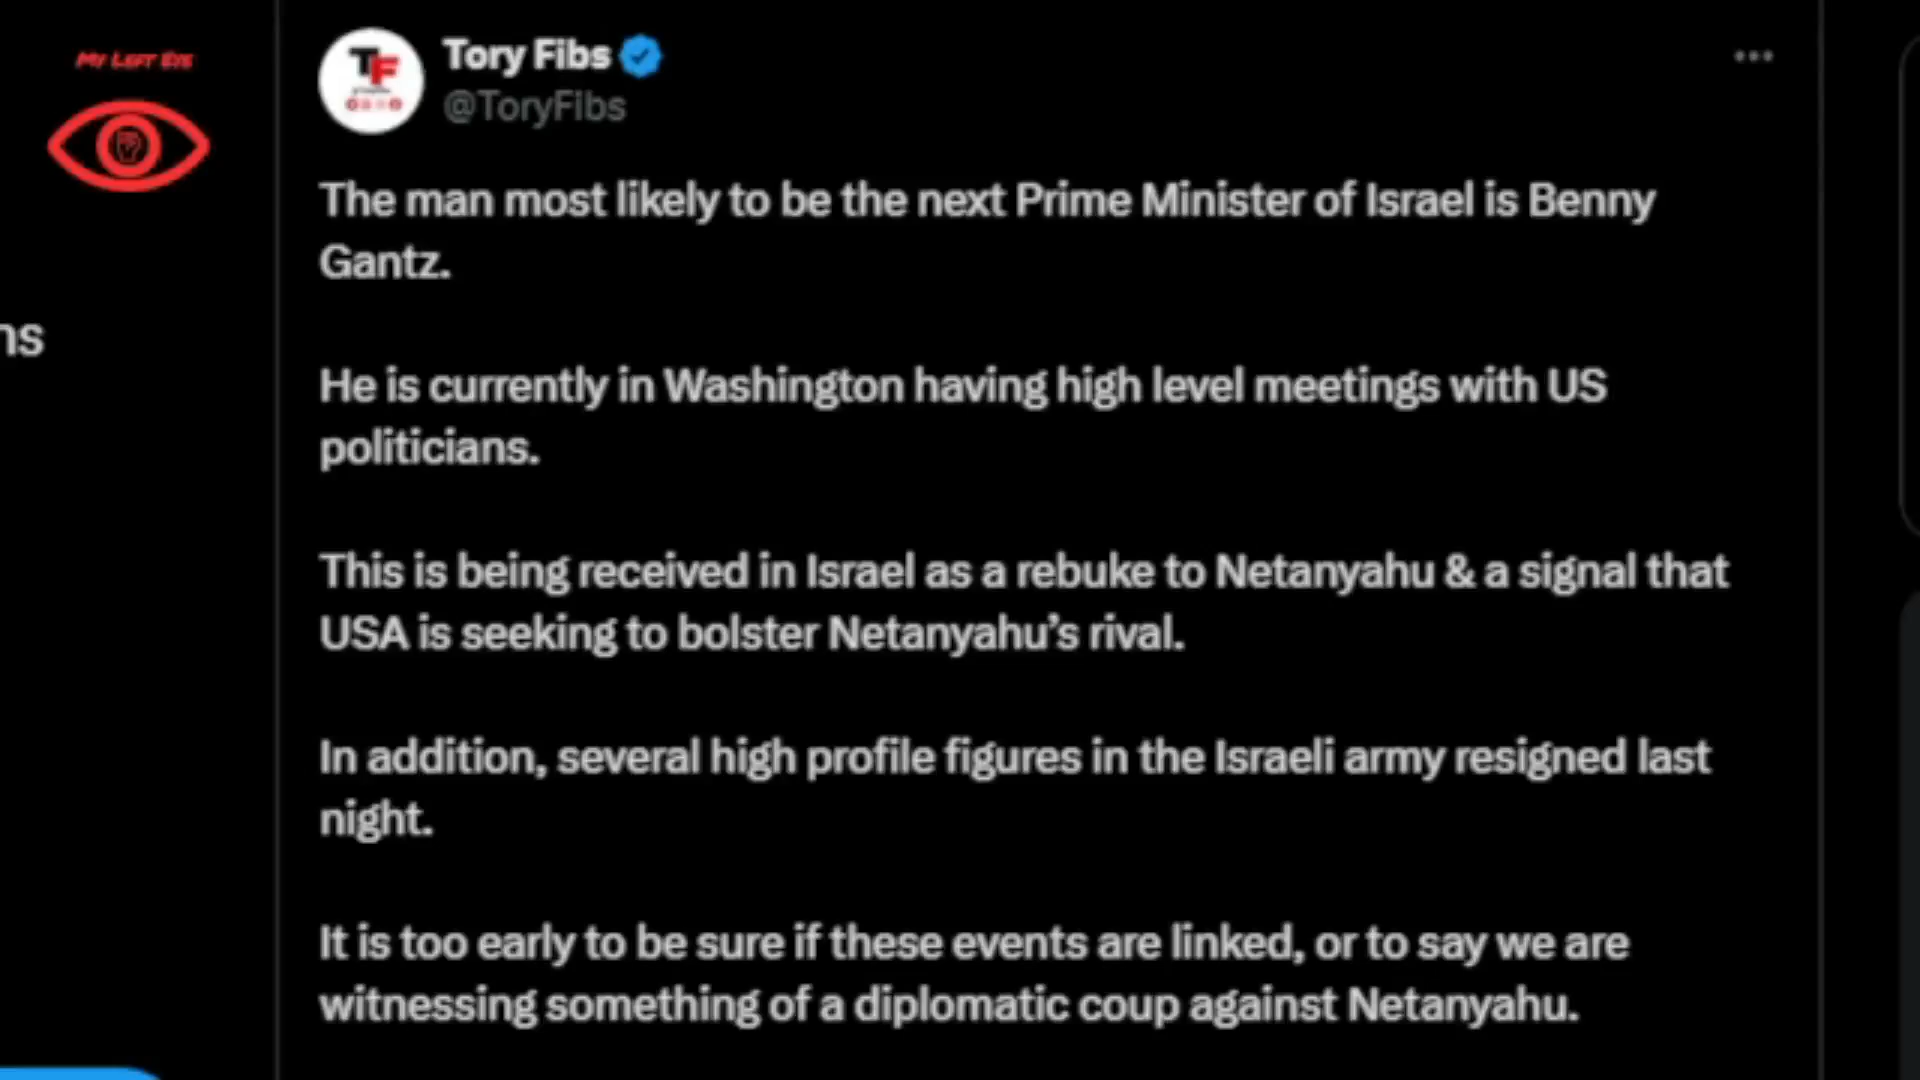 MY LEFT EYE
Tory Fibs
@ToryFibs
The man most likely to be the next Prime Minister of Israel is Benny
Gantz.
ns
He is currently in Washington having high level meetings with US
politicians.
This is being received in Israel as a rebuke to Netanyahu & a signal that
USA is seeking to bolster Netanyahu’s rival.
In addition, several high profile figures in the Israeli army resigned last
night.
It is too early to be sure if these events are linked, or to say we are
witnessing something of a diplomatic coup against Netanyahu.